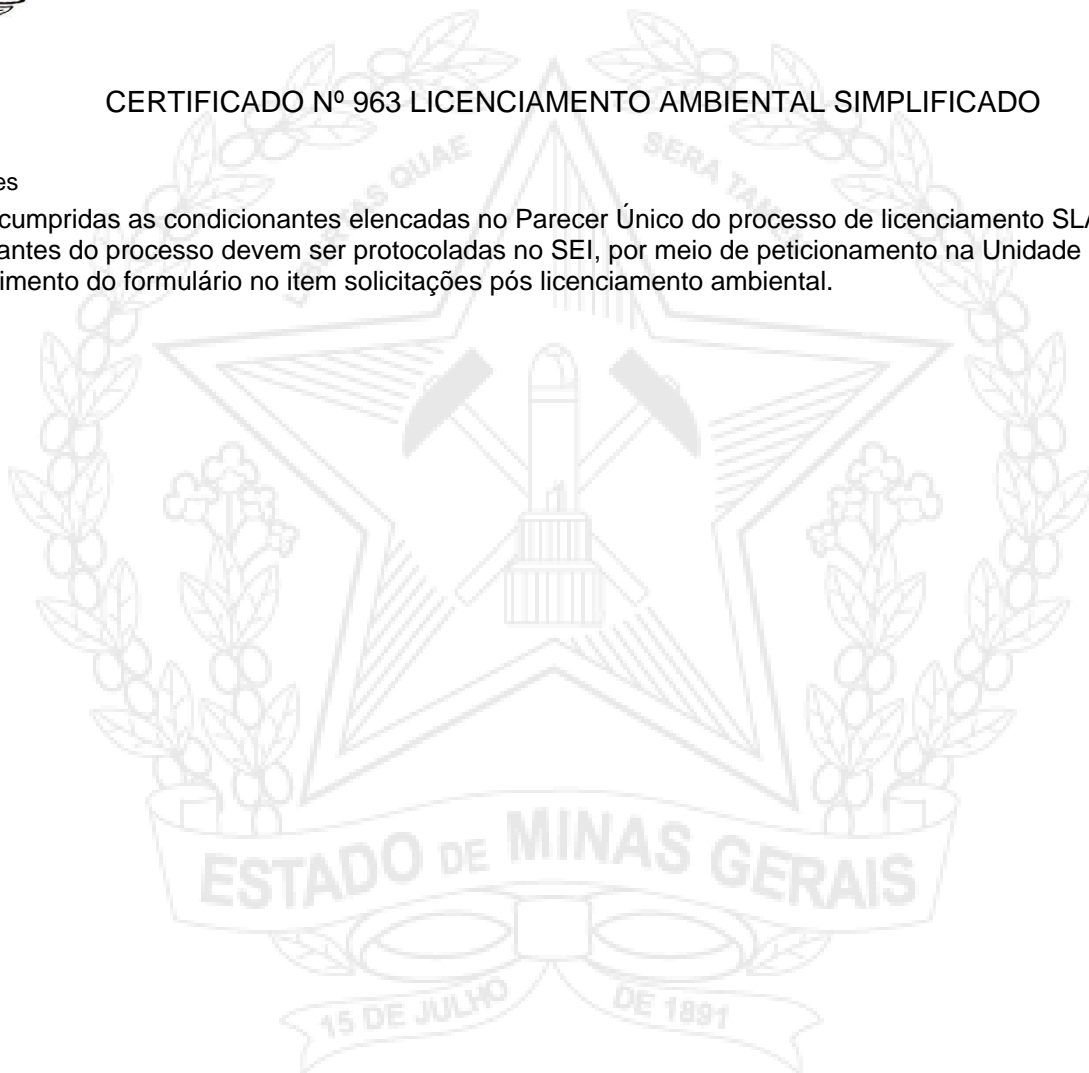 CERTIFICADO Nº 963 LICENCIAMENTO AMBIENTAL SIMPLIFICADO
es
cumpridas as condicionantes elencadas no Parecer Único do processo de licenciamento SLA
antes do processo devem ser protocoladas no SEI, por meio de peticionamento na Unidade
imento do formulário no item solicitações pós licenciamento ambiental.
QUAE SERA
ESTADO DE MINAS GERAIS
15 DE JULHO DE 1891